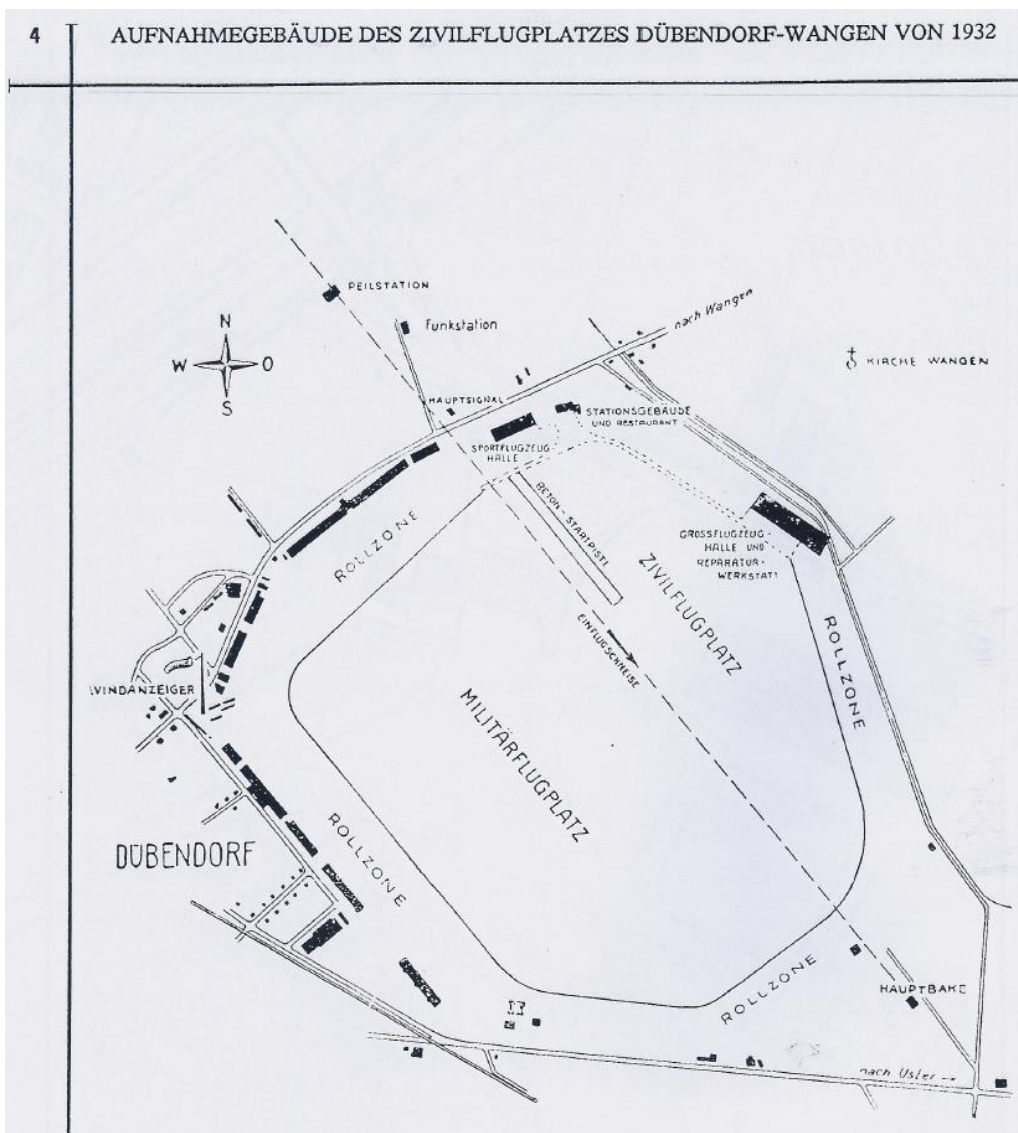 4
AUFNAHMEGEBÄUDE DES ZIVILFLUGPLATZES DÜBENDORF-WANGEN VON 1932
PEILSTATION
Funkstation
nach Wangen
N
W
O
S
KIRCHE WANGEN
HAUPTSIGNAL
STATIONSGEBÄUDE
UND RESTAURANT
SPORTFLUGZEUG
HALLE
BETON-STARTPISTE
ROLLZONE
GROSSFLUGZEUG
HALLE UND
REPARATUR-
WERKSTATT
ZIVILFLUGPLATZ
EINFLUGSCHNEISE
ROLLZONE
WINDANZEIGER
MILITÄRFLUGPLATZ
DÜBENDORF
ROLLZONE
ROLLZONE
HAUPTBAKE
nach Uster →